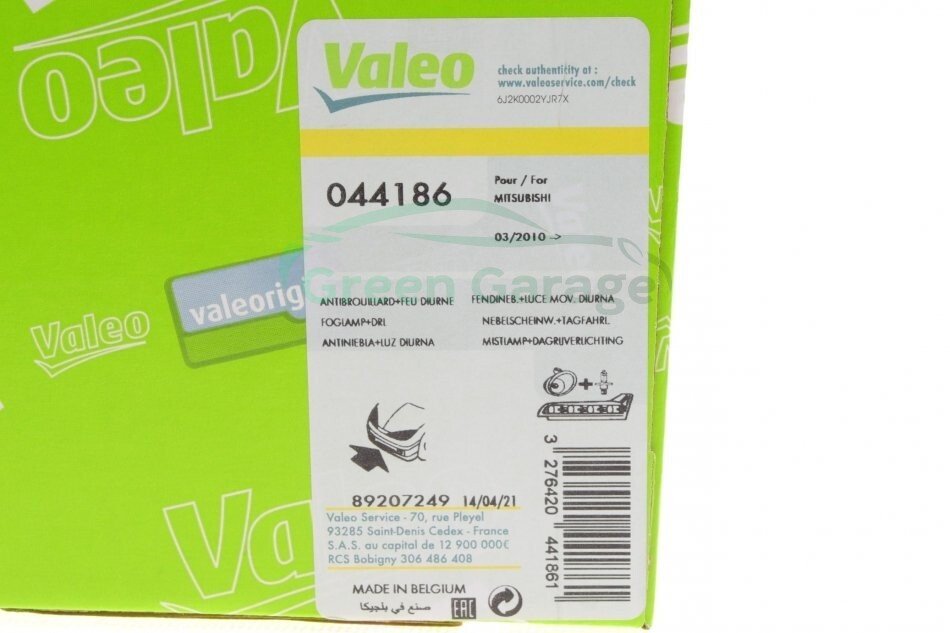 Valeo
Valeo
check authenticity at :
www.valeoservice.com/check
6J2K0002YJR7X
044186
Pour / For
MITSUBISHI
03/2010 ->
Green Garage
valeorig
Valeo
ANTIBROUILLARD+FEU DIURNE
FENDINEB.+LUCE MOV. DIURNA
FOGLAMP+DRL
NEBELSCHEINW.+TAGFAHRL.
ANTINIEBLA+LUZ DIURNA
MISTLAMP+DAGRIJVERLICHTING
89207249 14/04/21
Valeo Service - 70, rue Pleyel
93285 Saint-Denis Cedex - France
S.A.S. au capital de 12 900 000€
RCS Bobigny 306 486 408
MADE IN BELGIUM
صنع في بلجيكا
EAC
3 276420 441861
Va